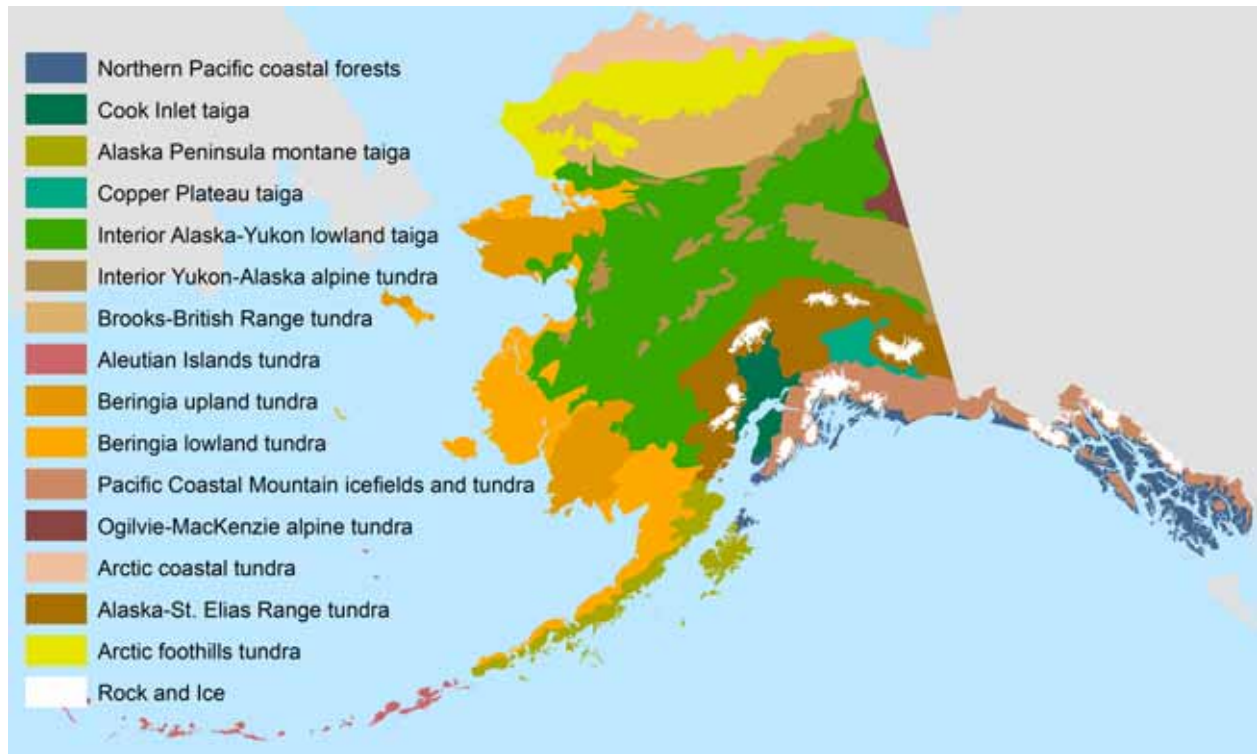 Northern Pacific coastal forests
Cook Inlet taiga
Alaska Peninsula montane taiga
Copper Plateau taiga
Interior Alaska-Yukon lowland taiga
Interior Yukon-Alaska alpine tundra
Brooks-British Range tundra
Aleutian Islands tundra
Beringia upland tundra
Beringia lowland tundra
Pacific Coastal Mountain icefields and tundra
Ogilvie-MacKenzie alpine tundra
Arctic coastal tundra
Alaska-St. Elias Range tundra
Arctic foothills tundra
Rock and Ice